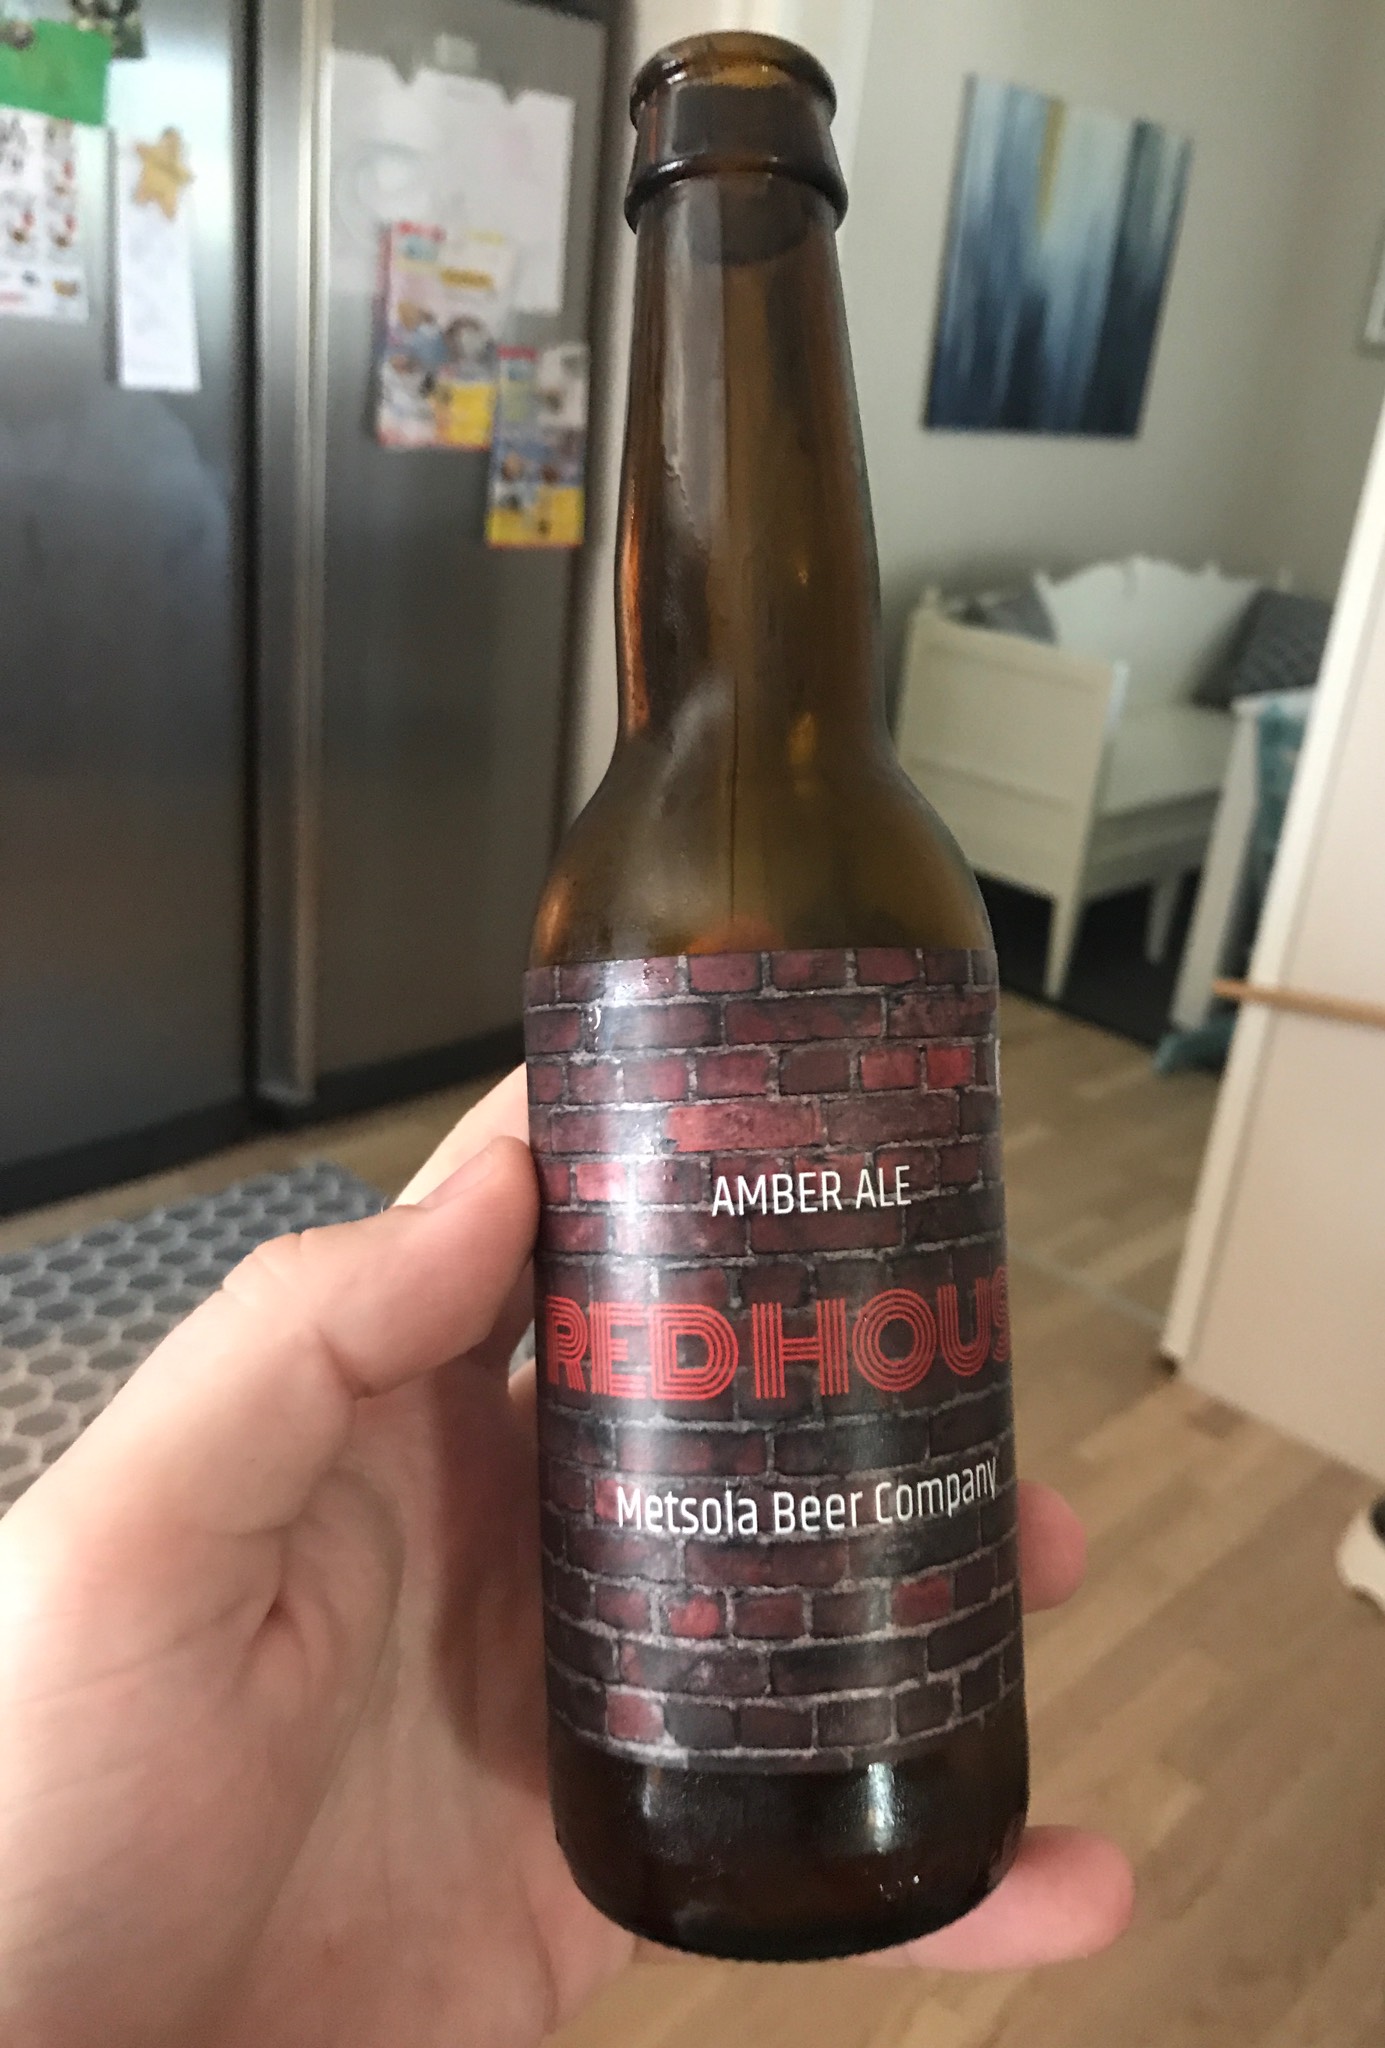 AMBER ALE
RED HOUS
Metsola Beer Company